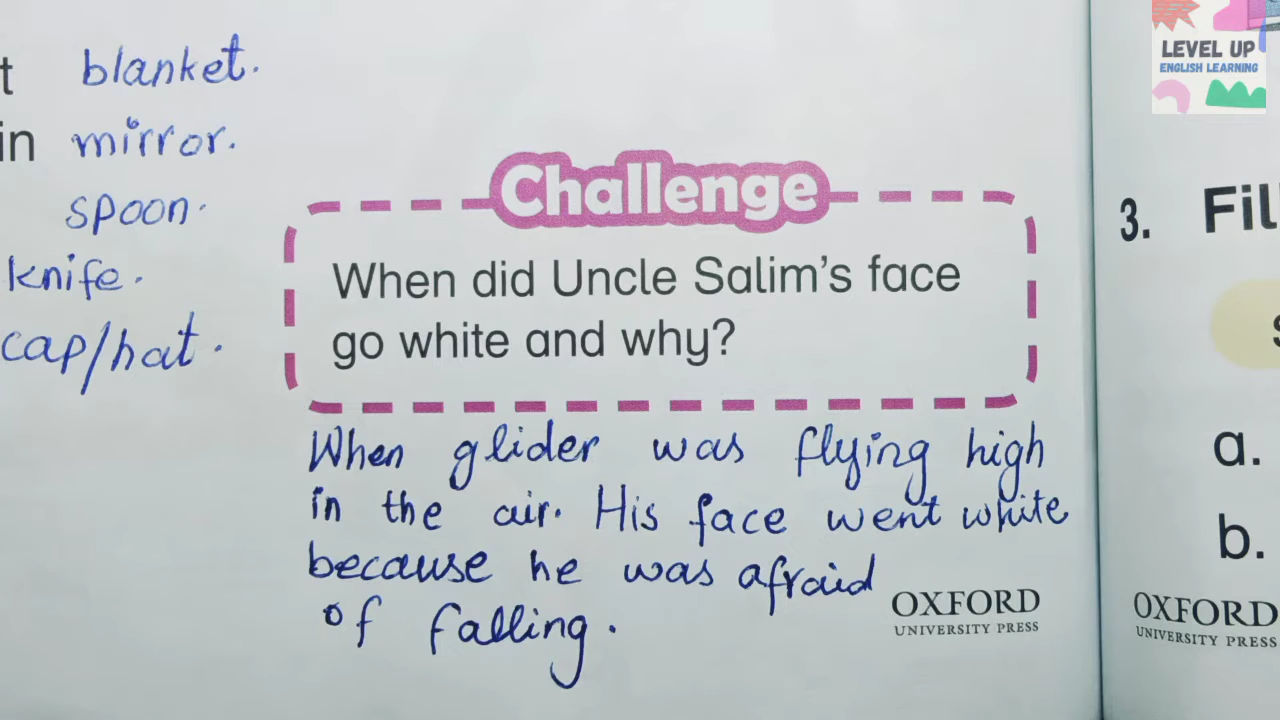 t blanket.
in mirror.
spoon.
knife.
cap/hat.
Challenge
When did Uncle Salim's face
go white and why?
When glider was flying high
in the air. His face went white
because he was afraid
of falling.
OXFORD
UNIVERSITY PRESS
LEVEL UP
ENGLISH LEARNING
3. Fil
s
a.
b.
OXFORD
UNIVERSITY PRESS